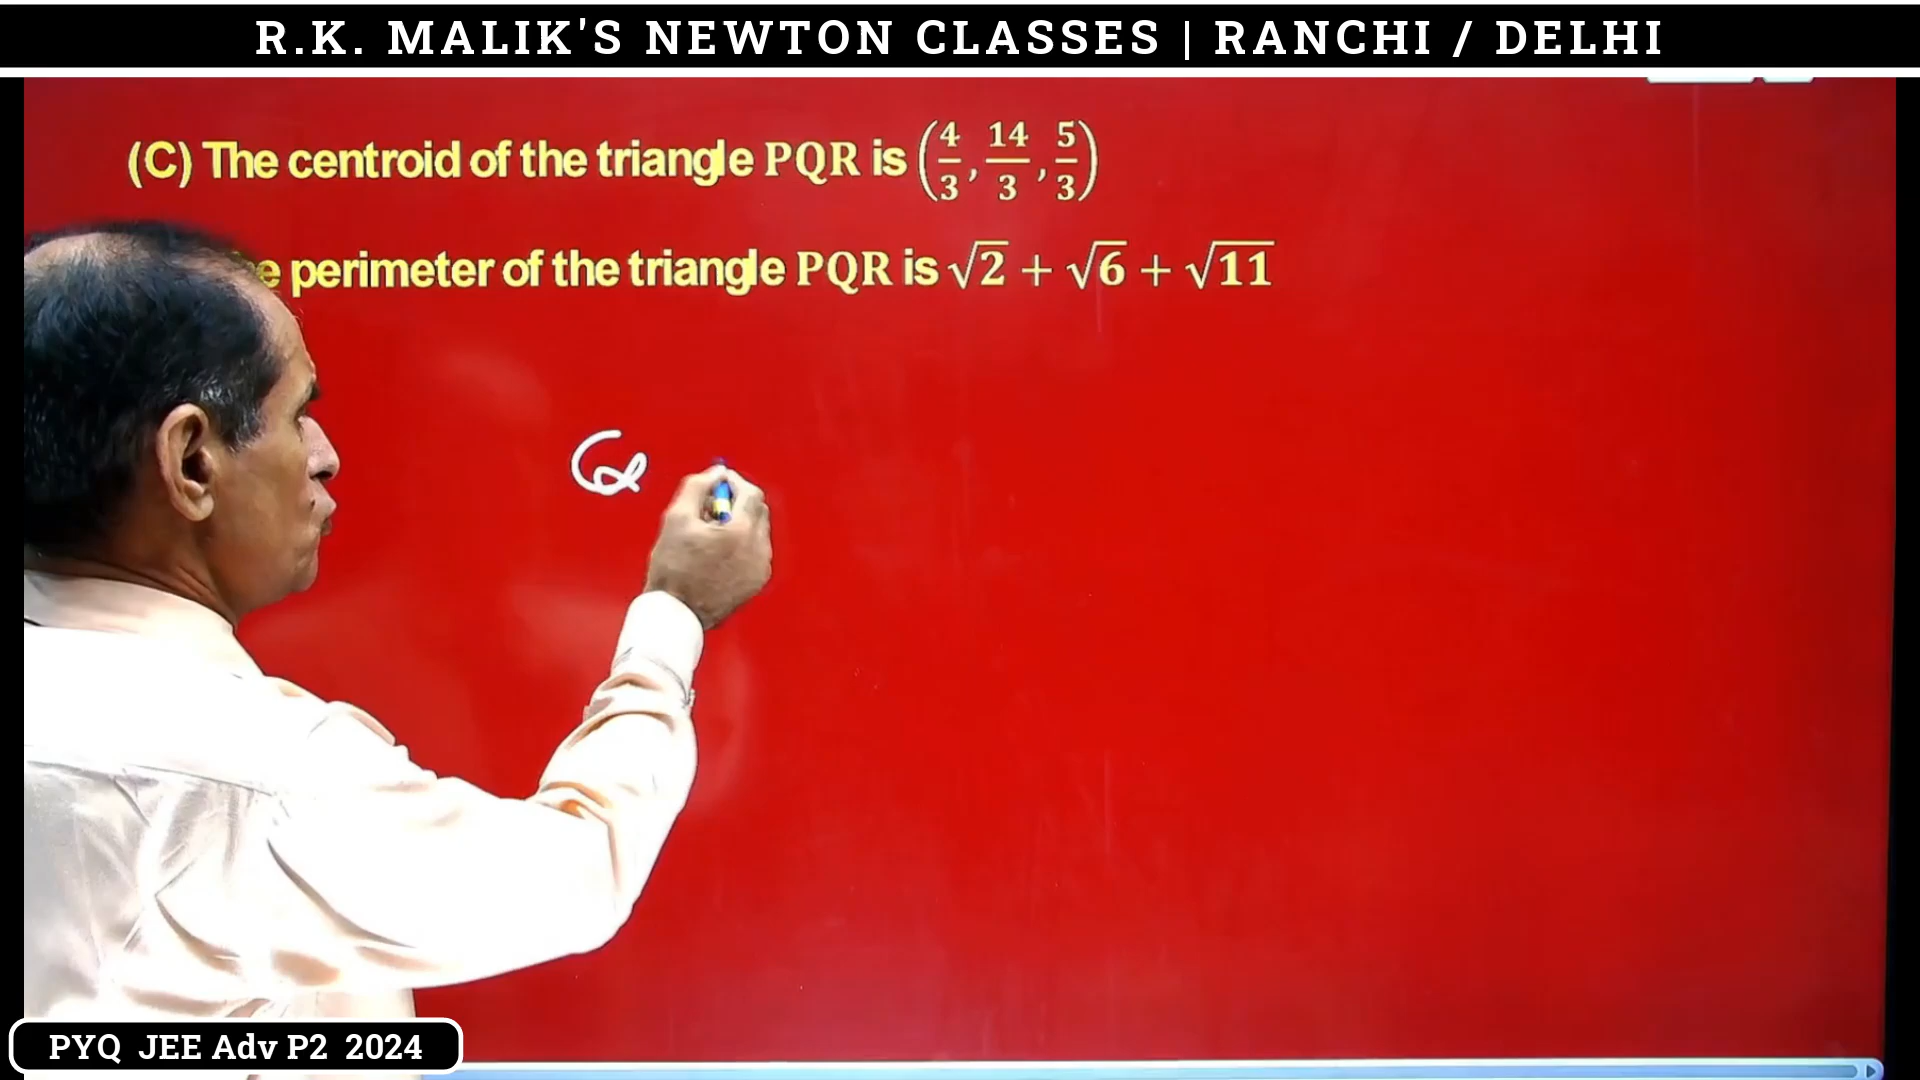 R.K. MALIK'S NEWTON CLASSES | RANCHI / DELHI
(C) The centroid of the triangle PQR is (4/3, 14/3, 5/3)
perimeter of the triangle PQR is √2 + √6 + √11
G
PYQ JEE Adv P2 2024